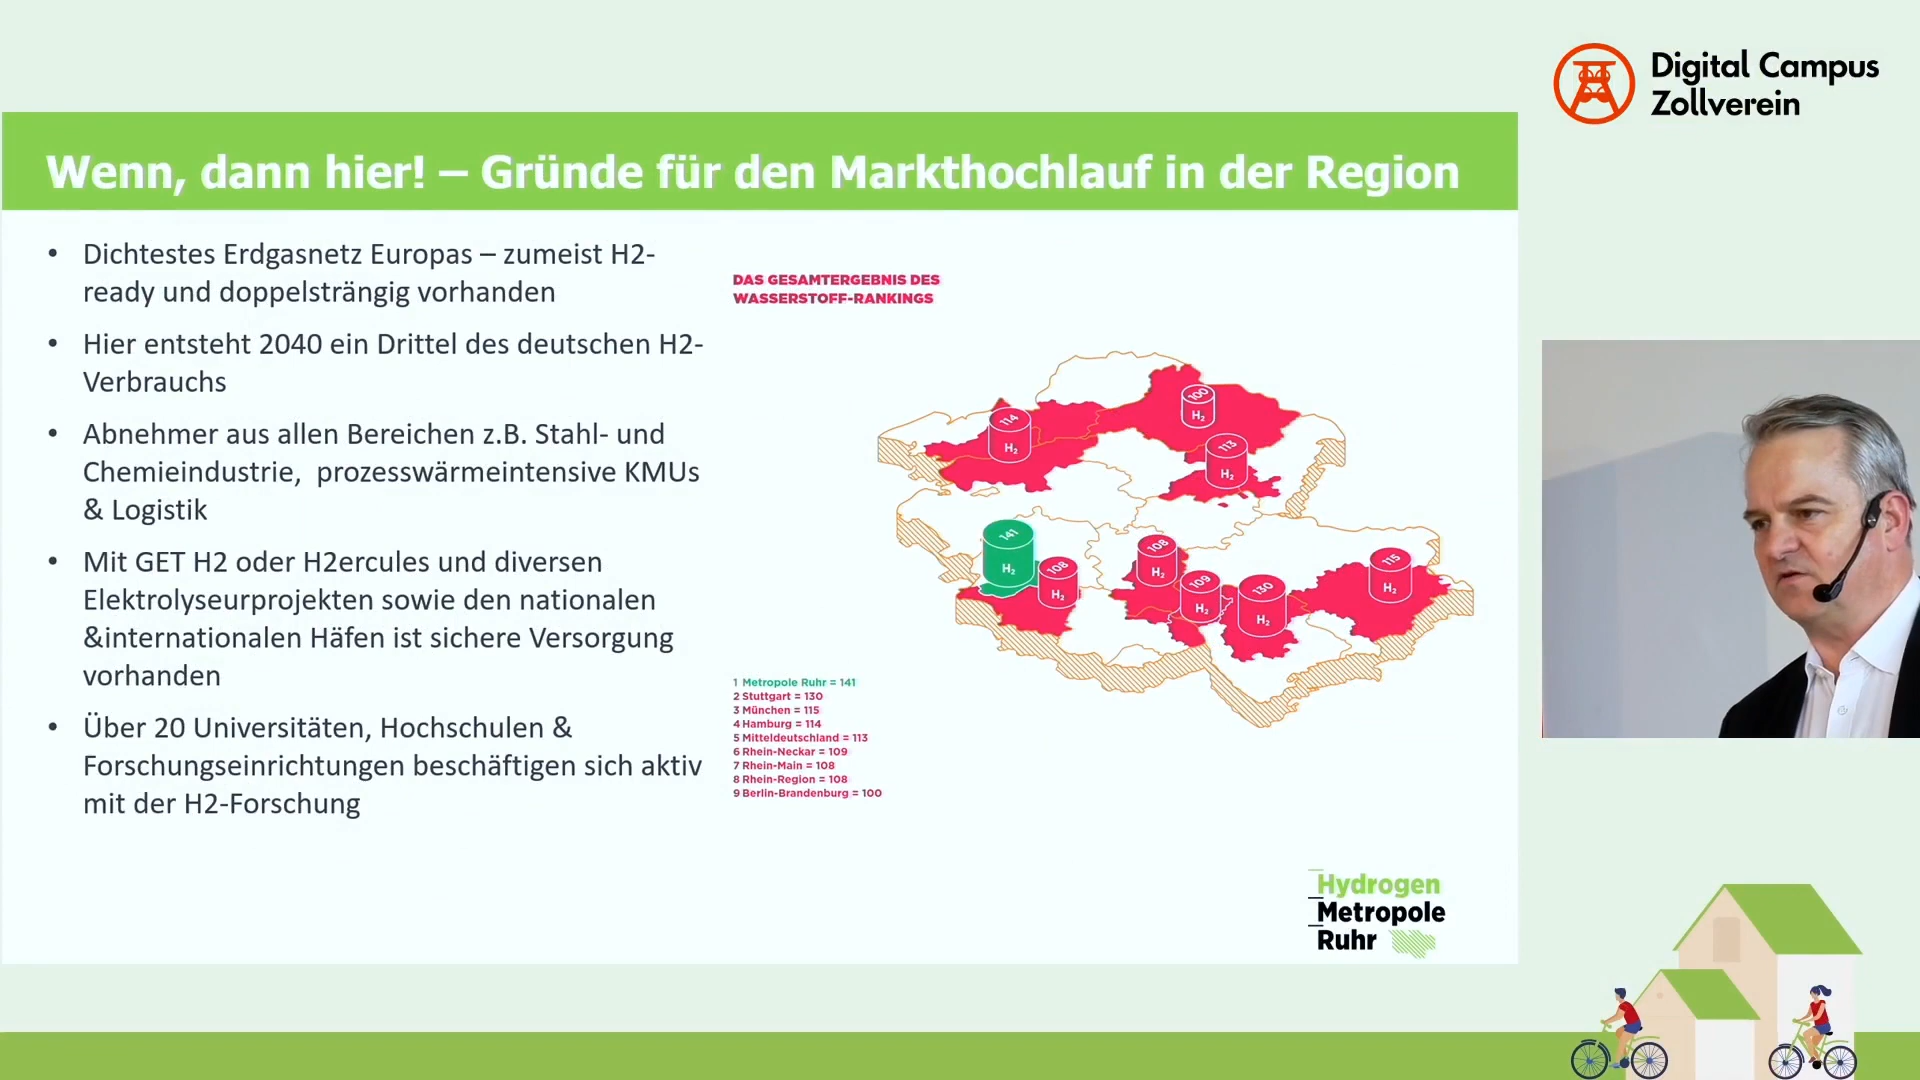 Digital Campus
Zollverein
Wenn, dann hier! – Gründe für den Markthochlauf in der Region
• Dichtestes Erdgasnetz Europas – zumeist H2-
ready und doppelsträngig vorhanden
• Hier entsteht 2040 ein Drittel des deutschen H2-
Verbrauchs
• Abnehmer aus allen Bereichen z.B. Stahl- und
Chemieindustrie, prozesswärmeintensive KMUs
& Logistik
• Mit GET H2 oder H2ercules und diversen
Elektrolyseurprojekten sowie den nationalen
&internationalen Häfen ist sichere Versorgung
vorhanden
• Über 20 Universitäten, Hochschulen &
Forschungseinrichtungen beschäftigen sich aktiv
mit der H2-Forschung
DAS GESAMTERGEBNIS DES
WASSERSTOFF-RANKINGS
100
H₂
114
H₂
113
H₂
141
H₂
108
H₂
108
H₂
109
H₂
130
H₂
115
H₂
1 Metropole Ruhr = 141
2 Stuttgart = 130
3 München = 115
4 Hamburg = 114
5 Mitteldeutschland = 113
6 Rhein-Neckar = 109
7 Rhein-Main = 108
8 Rhein-Region = 108
9 Berlin-Brandenburg = 100
Hydrogen
Metropole
Ruhr